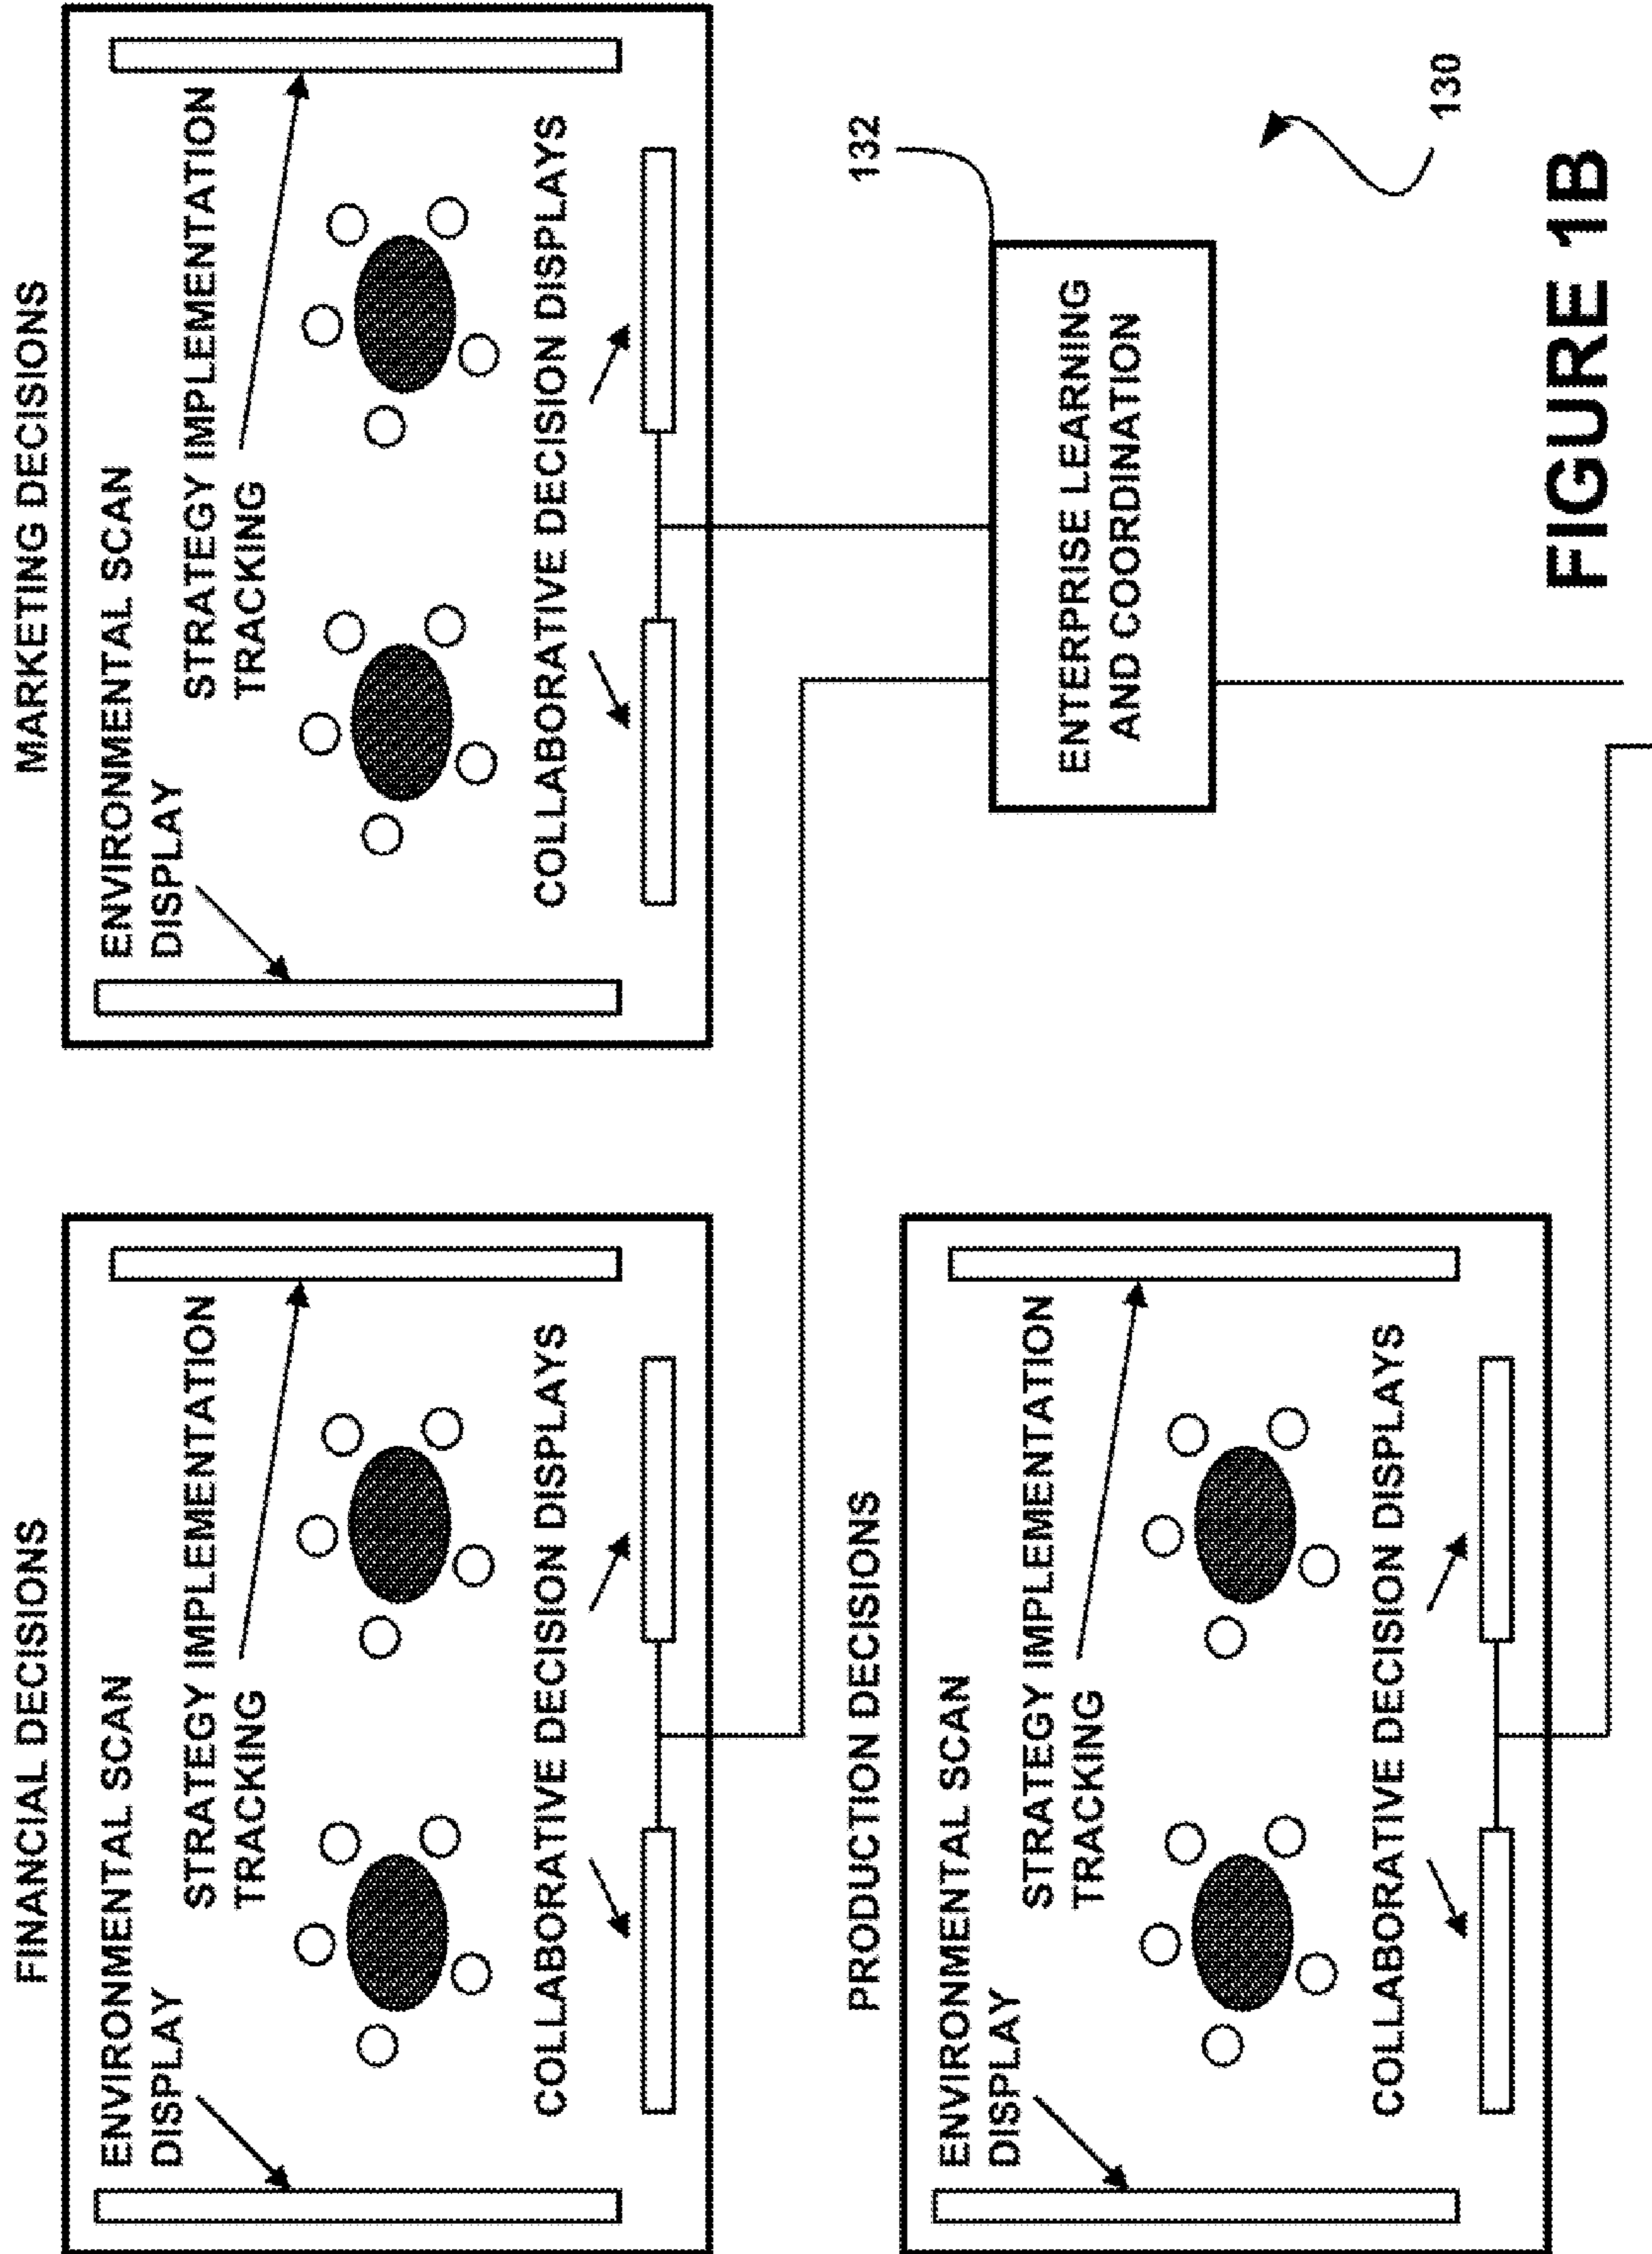 FINANCIAL DECISIONS
ENVIRONMENTAL SCAN
DISPLAY
STRATEGY IMPLEMENTATION
TRACKING
COLLABORATIVE DECISION DISPLAYS
MARKETING DECISIONS
ENVIRONMENTAL SCAN
DISPLAY
STRATEGY IMPLEMENTATION
TRACKING
COLLABORATIVE DECISION DISPLAYS
PRODUCTION DECISIONS
ENVIRONMENTAL SCAN
DISPLAY
STRATEGY IMPLEMENTATION
TRACKING
COLLABORATIVE DECISION DISPLAYS
132
ENTERPRISE LEARNING
AND COORDINATION
130
FIGURE 1B